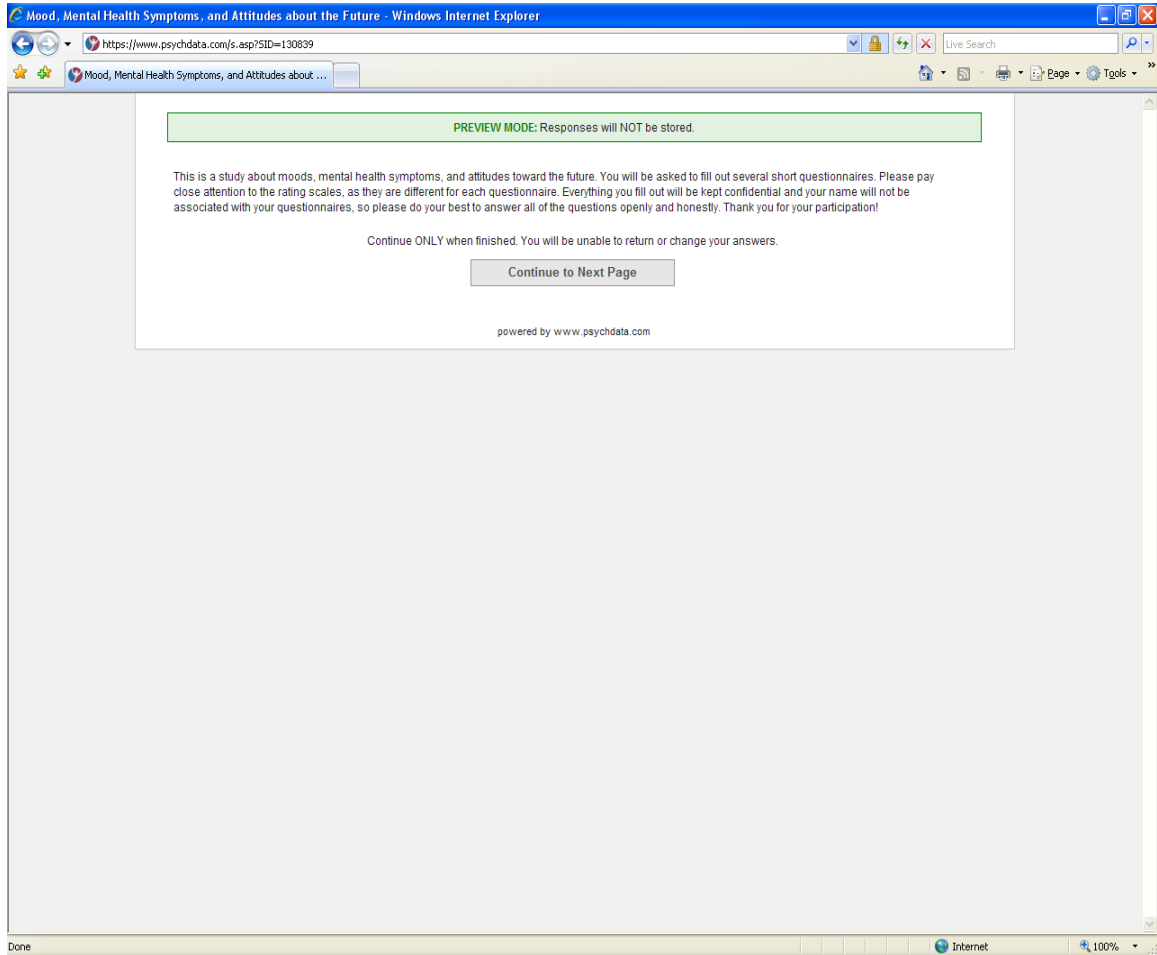 Mood, Mental Health Symptoms, and Attitudes about the Future - Windows Internet Explorer
https://www.psychdata.com/s.asp?SID=130839
Live Search
Mood, Mental Health Symptoms, and Attitudes about ...
Page
Tools
»
PREVIEW MODE: Responses will NOT be stored.
This is a study about moods, mental health symptoms, and attitudes toward the future. You will be asked to fill out several short questionnaires. Please pay
close attention to the rating scales, as they are different for each questionnaire. Everything you fill out will be kept confidential and your name will not be
associated with your questionnaires, so please do your best to answer all of the questions openly and honestly. Thank you for your participation!
Continue ONLY when finished. You will be unable to return or change your answers.
Continue to Next Page
powered by www.psychdata.com
Done
Internet
100%